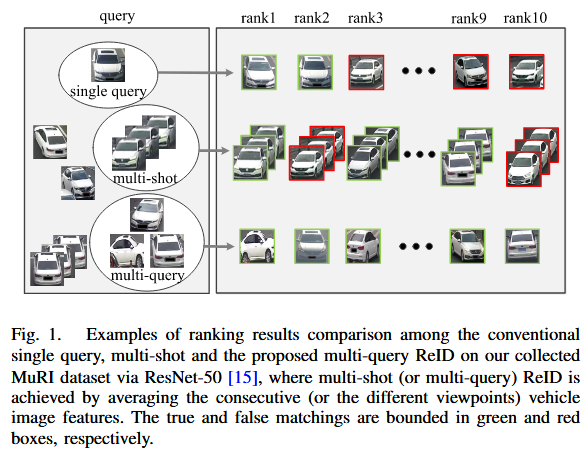 query
rank1 rank2 rank3 rank9 rank10
single query
multi-shot
multi-query
Fig. 1. Examples of ranking results comparison among the conventional
single query, multi-shot and the proposed multi-query ReID on our collected
MuRI dataset via ResNet-50 [15], where multi-shot (or multi-query) ReID is
achieved by averaging the consecutive (or the different viewpoints) vehicle
image features. The true and false matchings are bounded in green and red
boxes, respectively.